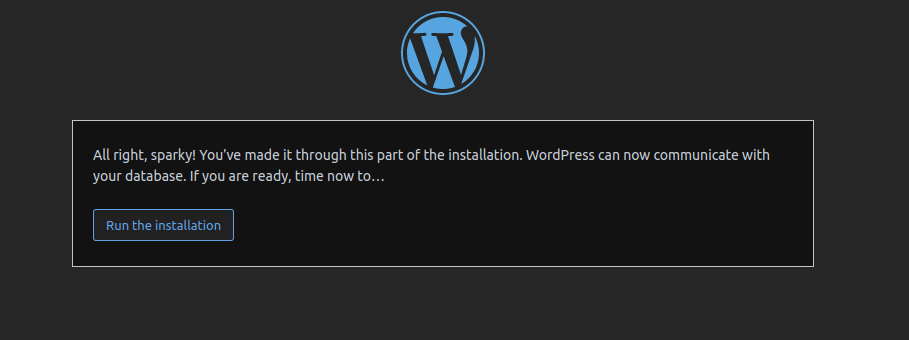 All right, sparky! You’ve made it through this part of the installation. WordPress can now communicate with
your database. If you are ready, time now to…
Run the installation